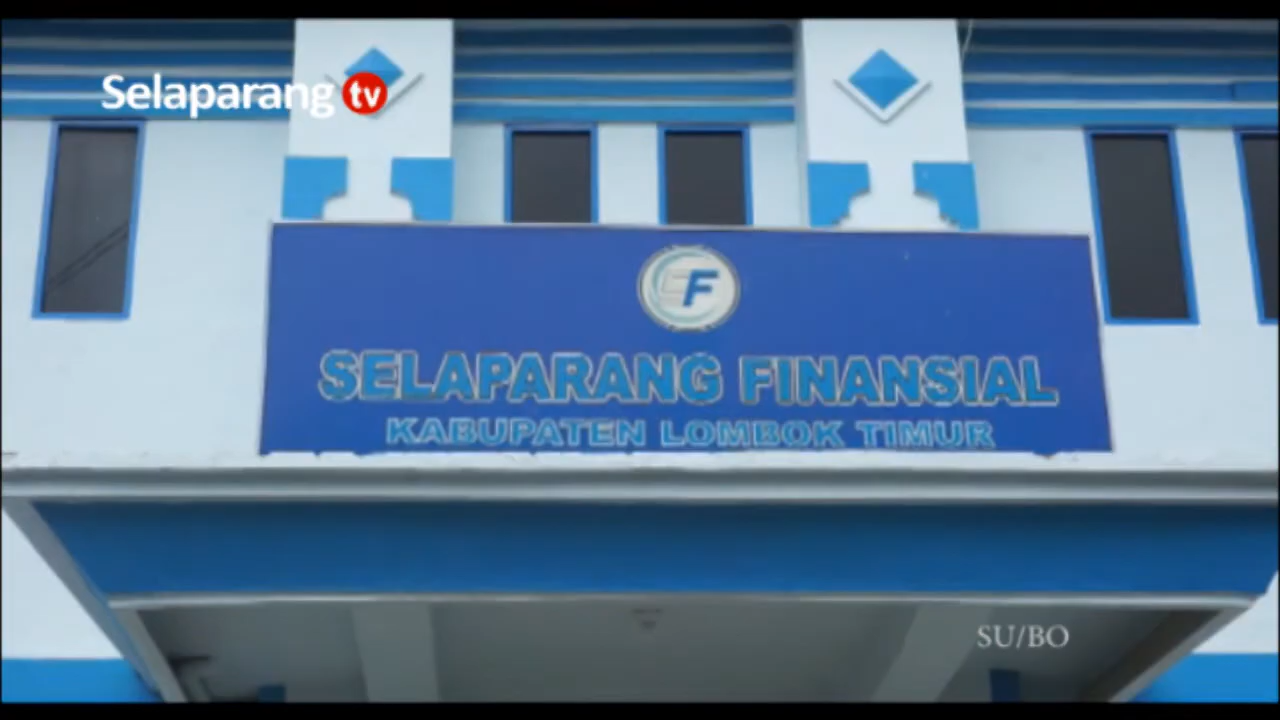 Selaparang tv
SF
SELAPARANG FINANSIAL
KABUPATEN LOMBOK TIMUR
SU/BO